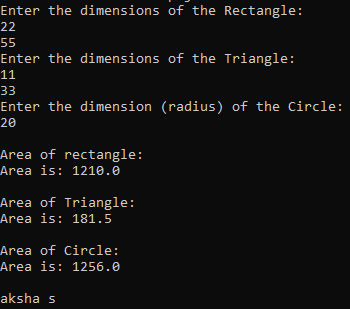 Enter the dimensions of the Rectangle:
22
55
Enter the dimensions of the Triangle:
11
33
Enter the dimension (radius) of the Circle:
20
Area of rectangle:
Area is: 1210.0
Area of Triangle:
Area is: 181.5
Area of Circle:
Area is: 1256.0
aksha s